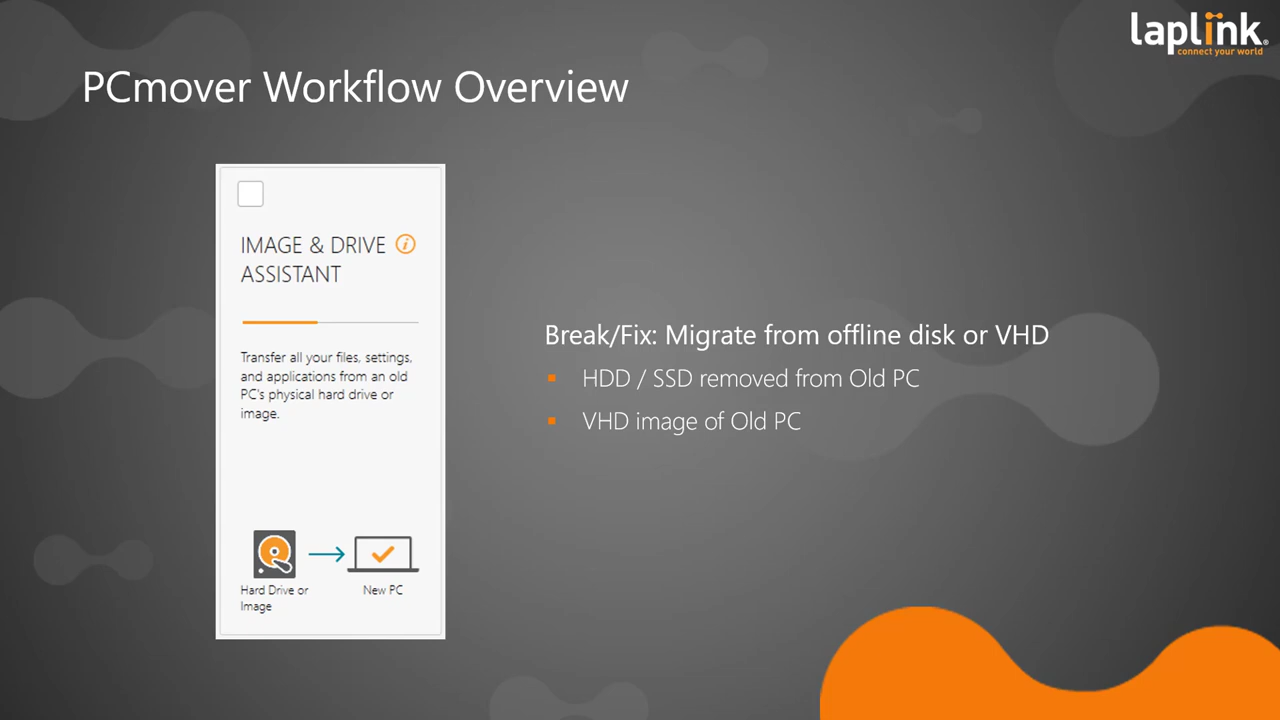 laplink®
connect your world
PCmover Workflow Overview
IMAGE & DRIVE
ASSISTANT
Transfer all your files, settings,
and applications from an old
PC's physical hard drive or
image.
Hard Drive or
Image
New PC
Break/Fix: Migrate from offline disk or VHD
▪ HDD / SSD removed from Old PC
▪ VHD image of Old PC